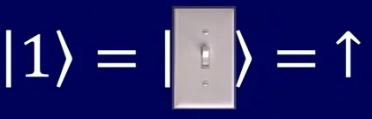 |1⟩ = | ⟩ = ↑